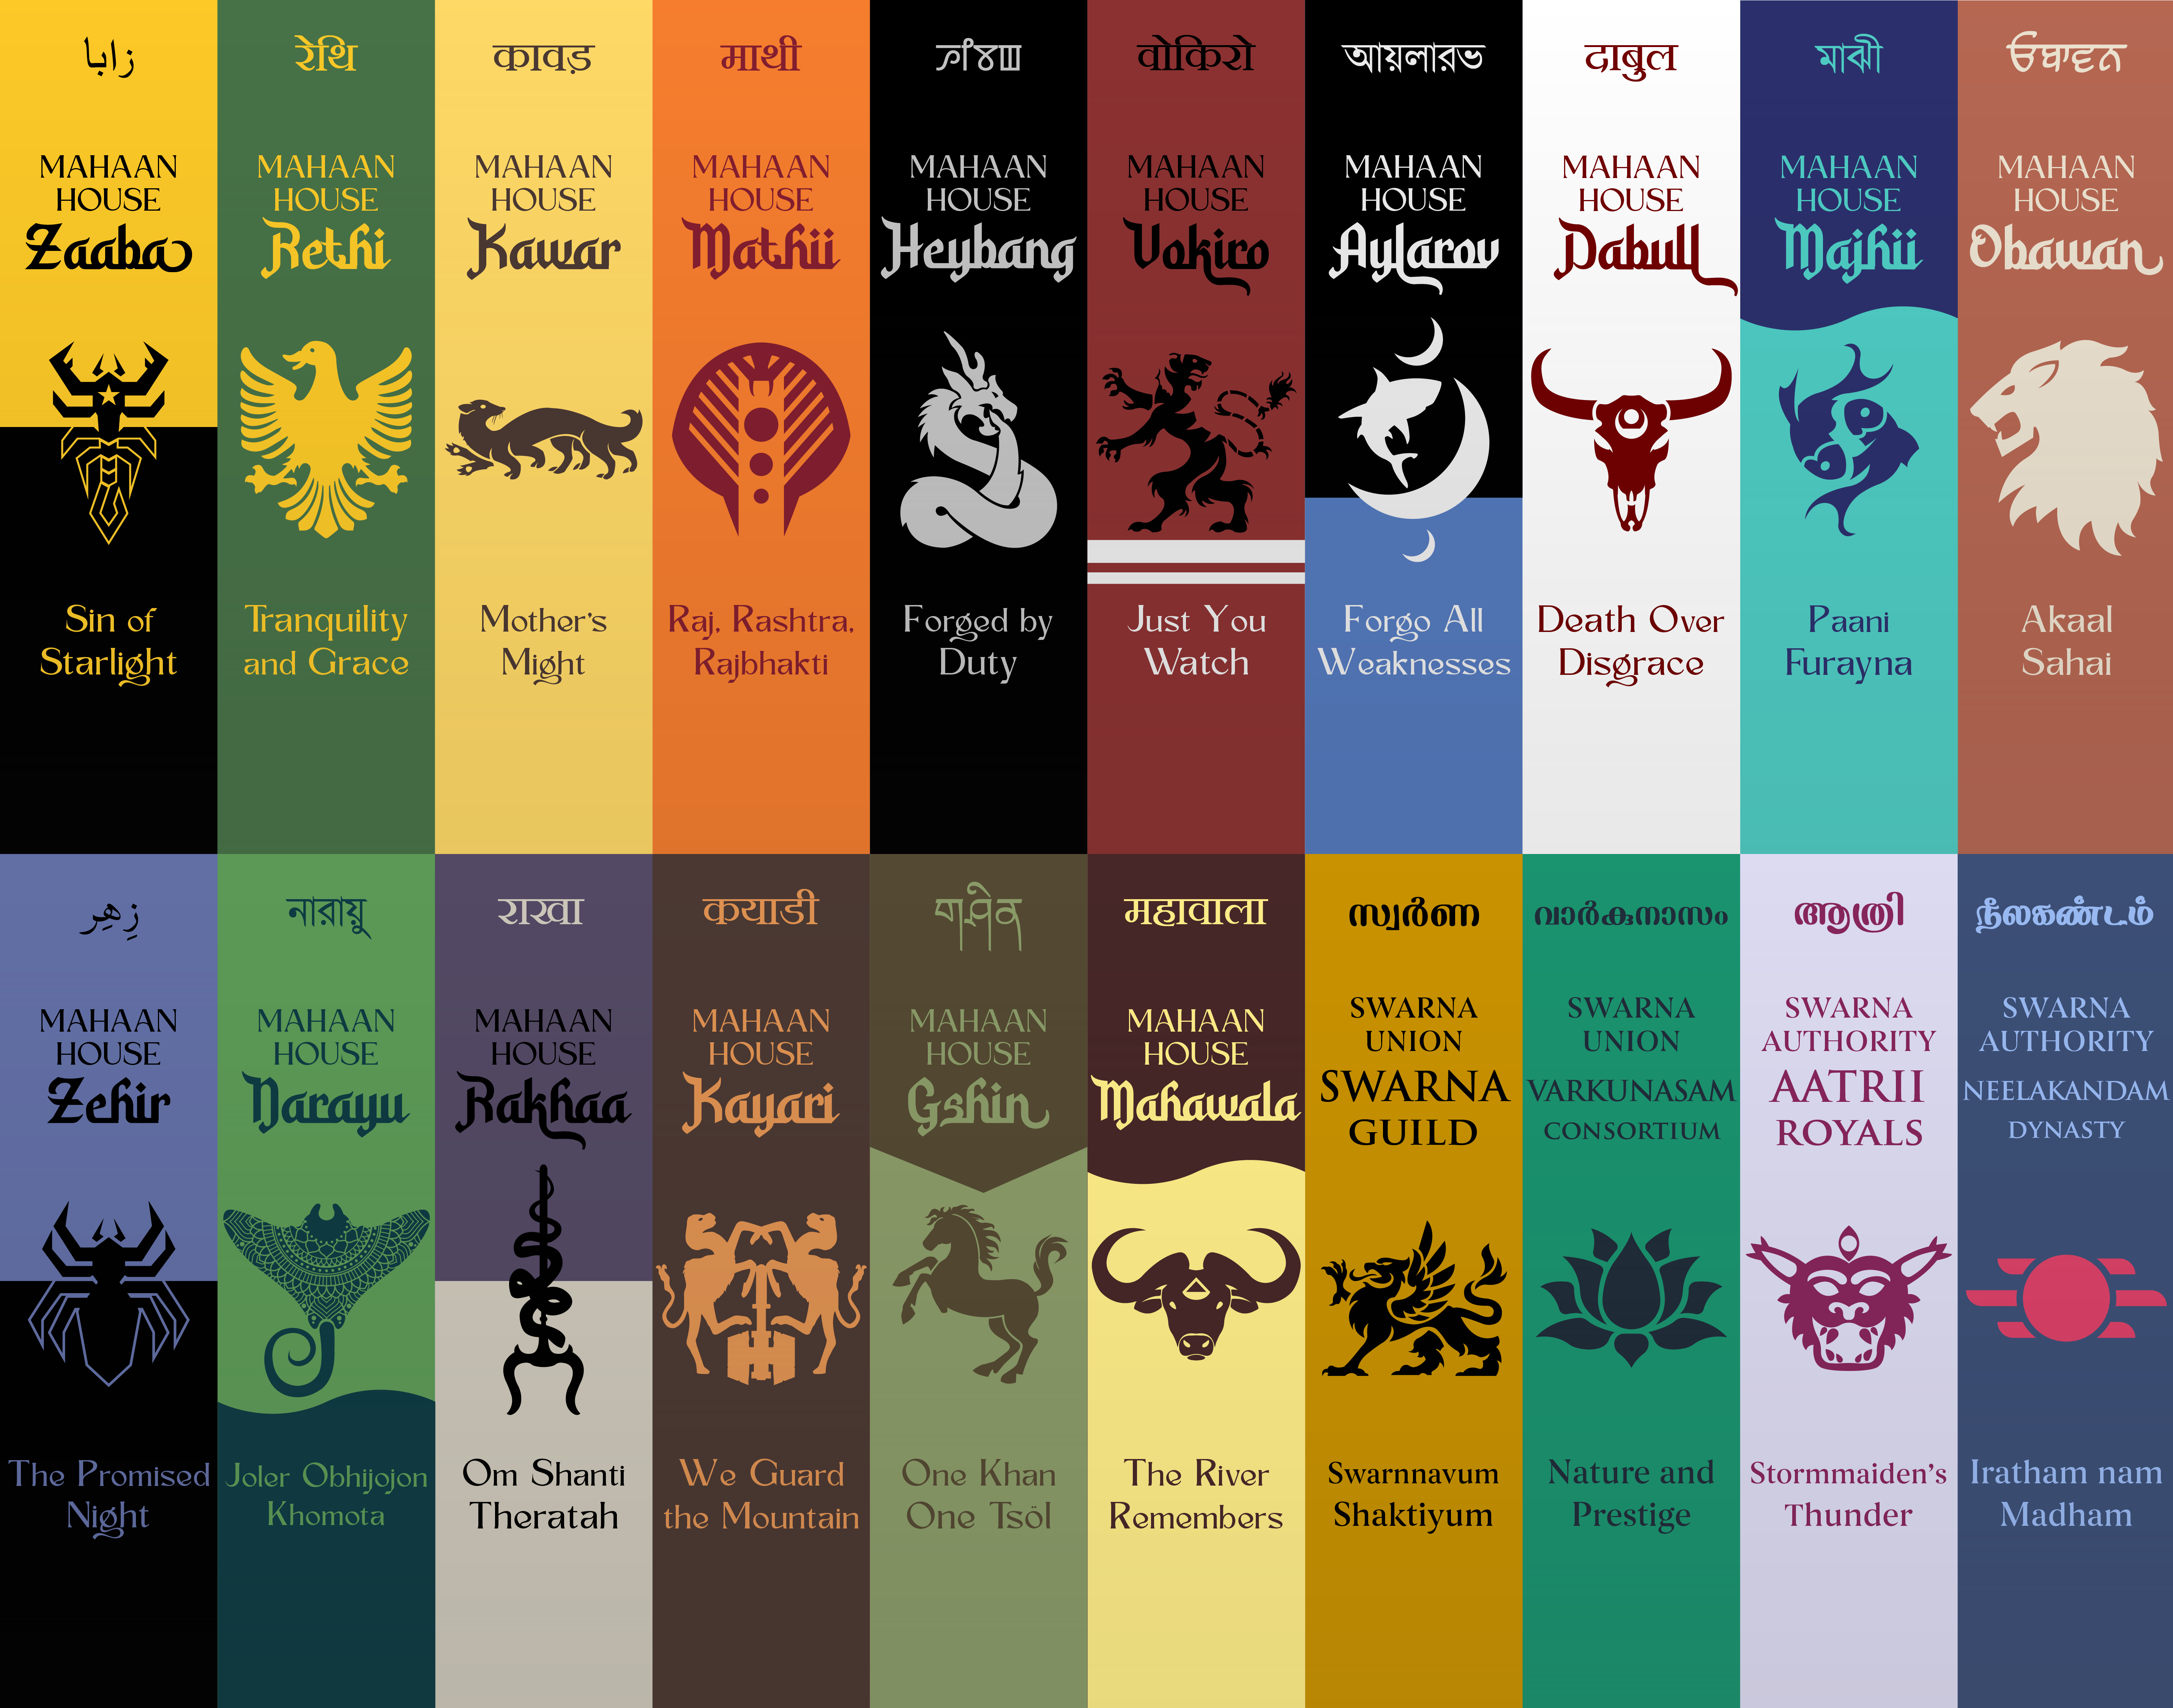 زابا
MAHAAN
HOUSE
Zaaba
Sin of
Starlight
रेथि
MAHAAN
HOUSE
Rethi
Tranquility
and Grace
कावड़
MAHAAN
HOUSE
Kawar
Mother's
Might
माथी
MAHAAN
HOUSE
Mathii
Raj, Rashtra,
Rajbhakti
MAHAAN
HOUSE
Heybang
Forged by
Duty
वोकिरो
MAHAAN
HOUSE
Vokiro
Just You
Watch
আয়লারভ
MAHAAN
HOUSE
Aylarov
Forgo All
Weaknesses
दाबुल
MAHAAN
HOUSE
Dabull
Death Over
Disgrace
মাঝী
MAHAAN
HOUSE
Majhii
Paani
Furayna
ਓਬਾਵਨ
MAHAAN
HOUSE
Obawan
Akaal
Sahai
زِهِر
MAHAAN
HOUSE
Zehir
The Promised
Night
নারায়ু
MAHAAN
HOUSE
Narayu
Joler Obhijojon
Khomota
राखा
MAHAAN
HOUSE
Rakhaa
Om Shanti
Theratah
कयाडी
MAHAAN
HOUSE
Kayari
We Guard
the Mountain
གཤིན
MAHAAN
HOUSE
Gshin
One Khan
One Tsöl
महावाला
MAHAAN
HOUSE
Mahawala
The River
Remembers
സ്വർണ
SWARNA
UNION
SWARNA
GUILD
Swarnnavum
Shaktiyum
വാർകുനാസം
SWARNA
UNION
VARKUNASAM
CONSORTIUM
Nature and
Prestige
ആത്രി
SWARNA
AUTHORITY
AATRII
ROYALS
Stormmaiden's
Thunder
நீலகண்டம்
SWARNA
AUTHORITY
NEELAKANDAM
DYNASTY
Iratham nam
Madham